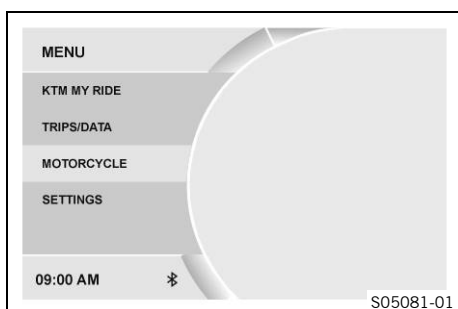 MENU
KTM MY RIDE
TRIPS/DATA
MOTORCYCLE
SETTINGS
09:00 AM
S05081-01